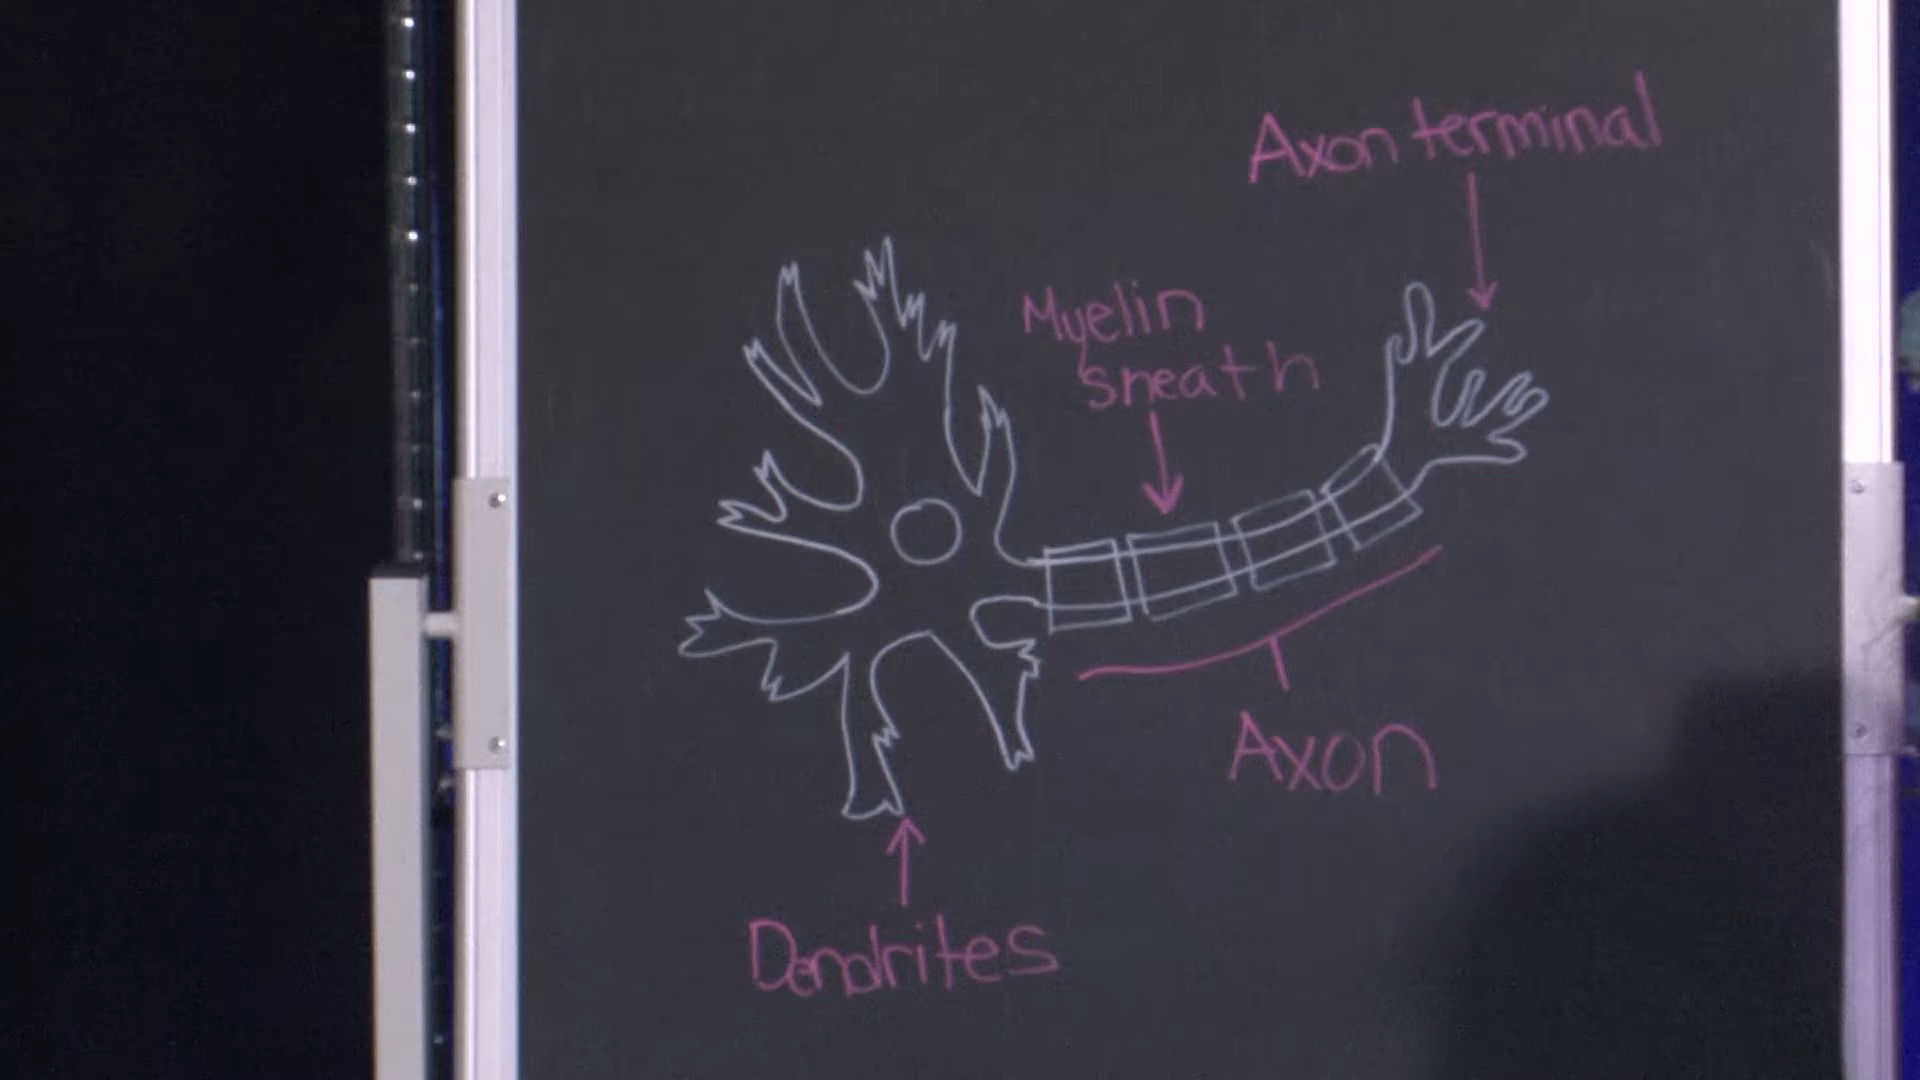 Axon terminal
Myelin
sheath
Axon
Dendrites